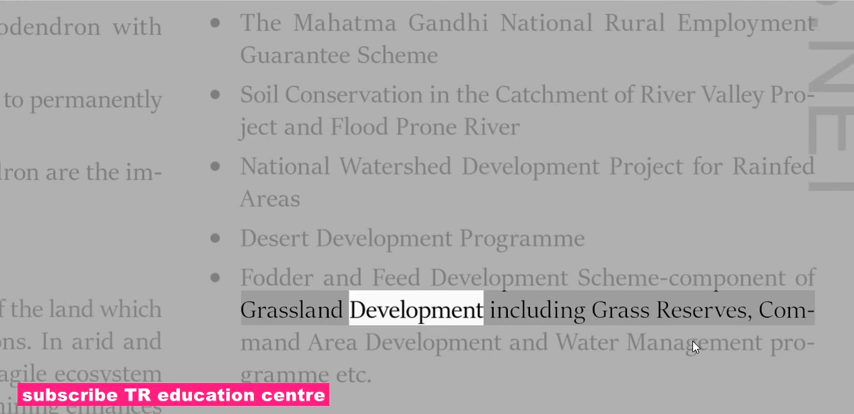 odendron with
to permanently
dron are the im-
f the land which
ns. In arid and
agile ecosystem
enhances
• The Mahatma Gandhi National Rural Employment
Guarantee Scheme
• Soil Conservation in the Catchment of River Valley Pro-
ject and Flood Prone River
• National Watershed Development Project for Rainfed
Areas
• Desert Development Programme
• Fodder and Feed Development Scheme-component of
Grassland Development including Grass Reserves, Com-
mand Area Development and Water Management pro-
gramme etc.
subscribe TR education centre